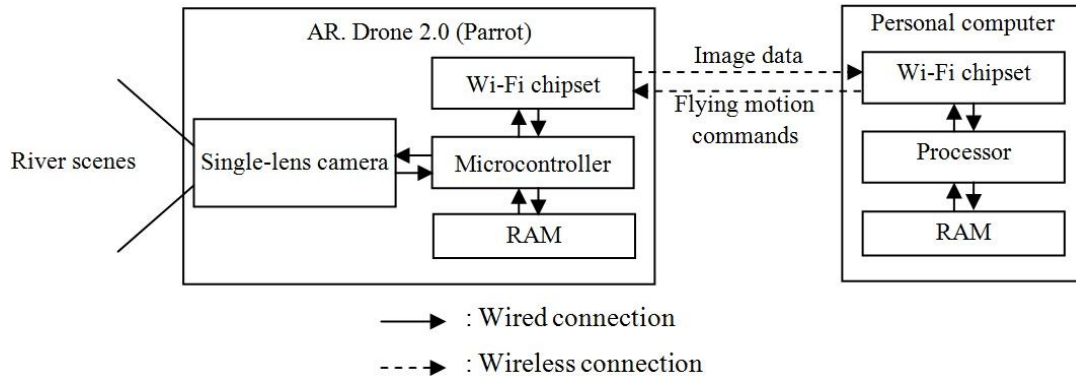 AR. Drone 2.0 (Parrot)
Personal computer
Wi-Fi chipset
Image data
Wi-Fi chipset
Flying motion
commands
River scenes
Single-lens camera
Microcontroller
Processor
RAM
RAM
: Wired connection
: Wireless connection